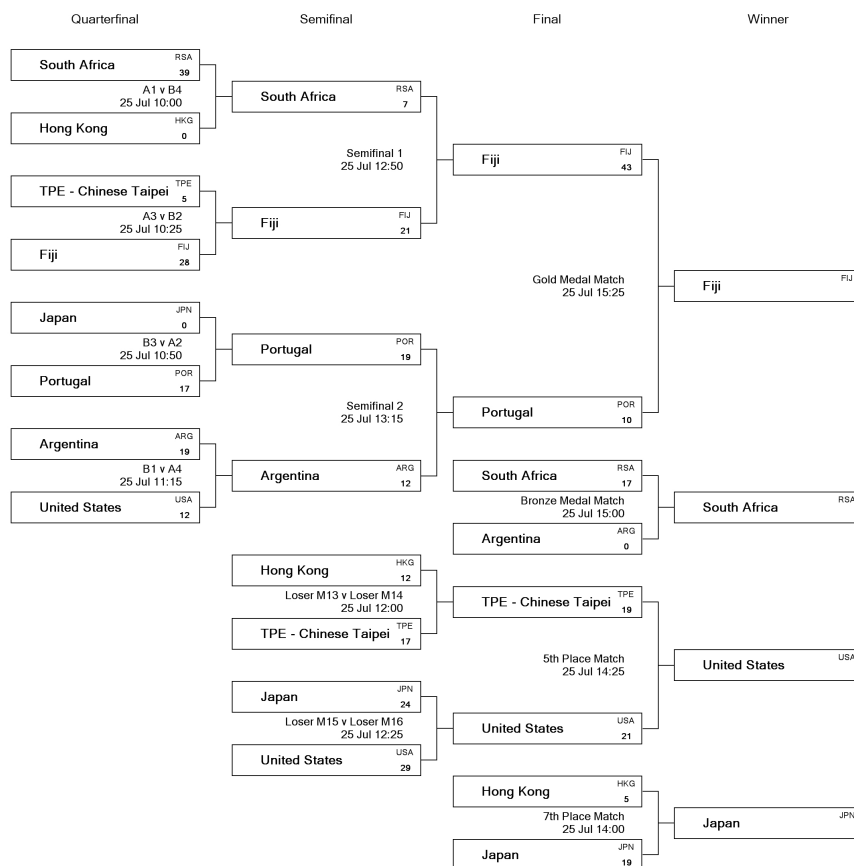 Quarterfinal
Semifinal
Final
Winner
South Africa RSA
39
A1 v B4
25 Jul 10:00
Hong Kong HKG
0
TPE - Chinese Taipei TPE
5
A3 v B2
25 Jul 10:25
Fiji FIJ
28
Japan JPN
0
B3 v A2
25 Jul 10:50
Portugal POR
17
Argentina ARG
19
B1 v A4
25 Jul 11:15
United States USA
12
South Africa RSA
7
Semifinal 1
25 Jul 12:50
Fiji FIJ
21
Portugal POR
19
Semifinal 2
25 Jul 13:15
Argentina ARG
12
Hong Kong HKG
12
Loser M13 v Loser M14
25 Jul 12:00
TPE - Chinese Taipei TPE
17
Japan JPN
24
Loser M15 v Loser M16
25 Jul 12:25
United States USA
29
Fiji FIJ
43
Gold Medal Match
25 Jul 15:25
Portugal POR
10
South Africa RSA
17
Bronze Medal Match
25 Jul 15:00
Argentina ARG
0
TPE - Chinese Taipei TPE
19
5th Place Match
25 Jul 14:25
United States USA
21
Hong Kong HKG
5
7th Place Match
25 Jul 14:00
Japan JPN
19
Fiji FIJ
South Africa RSA
United States USA
Japan JPN